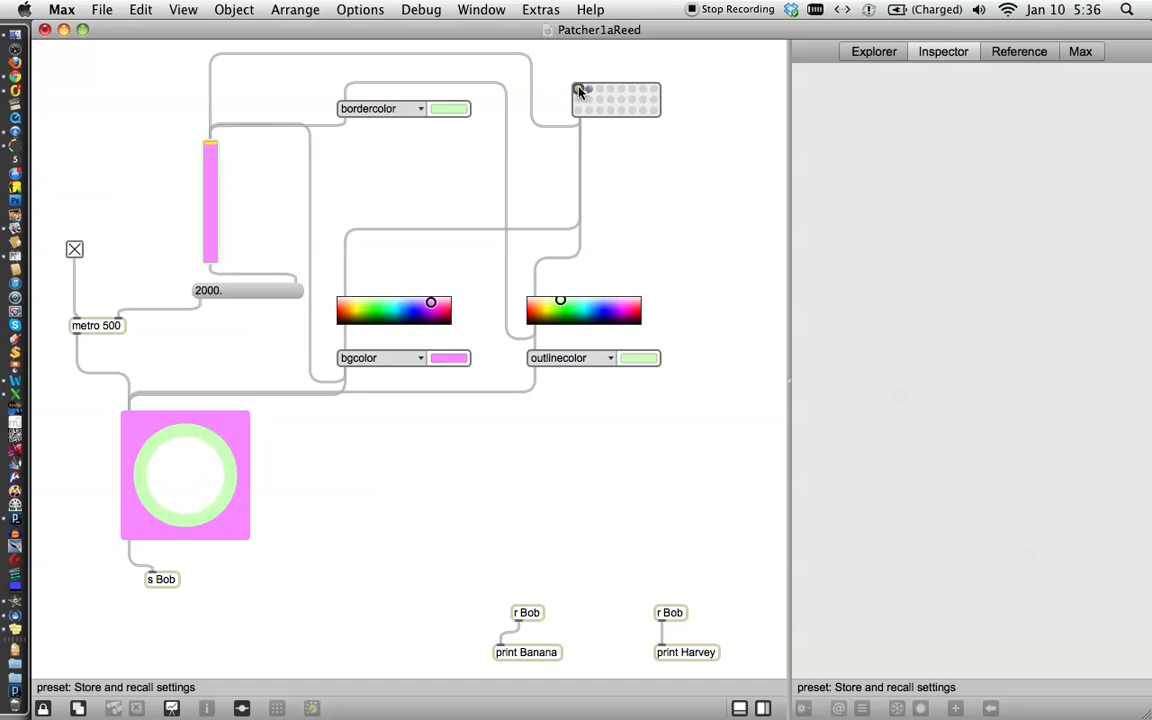 Max File Edit View Object Arrange Options Debug Window Extras Help Stop Recording (Charged) Jan 10 5:36
Patcher1aReed
Explorer Inspector Reference Max
bordercolor
2000.
metro 500
bgcolor
outlinecolor
s Bob
r Bob r Bob
print Banana print Harvey
preset: Store and recall settings preset: Store and recall settings